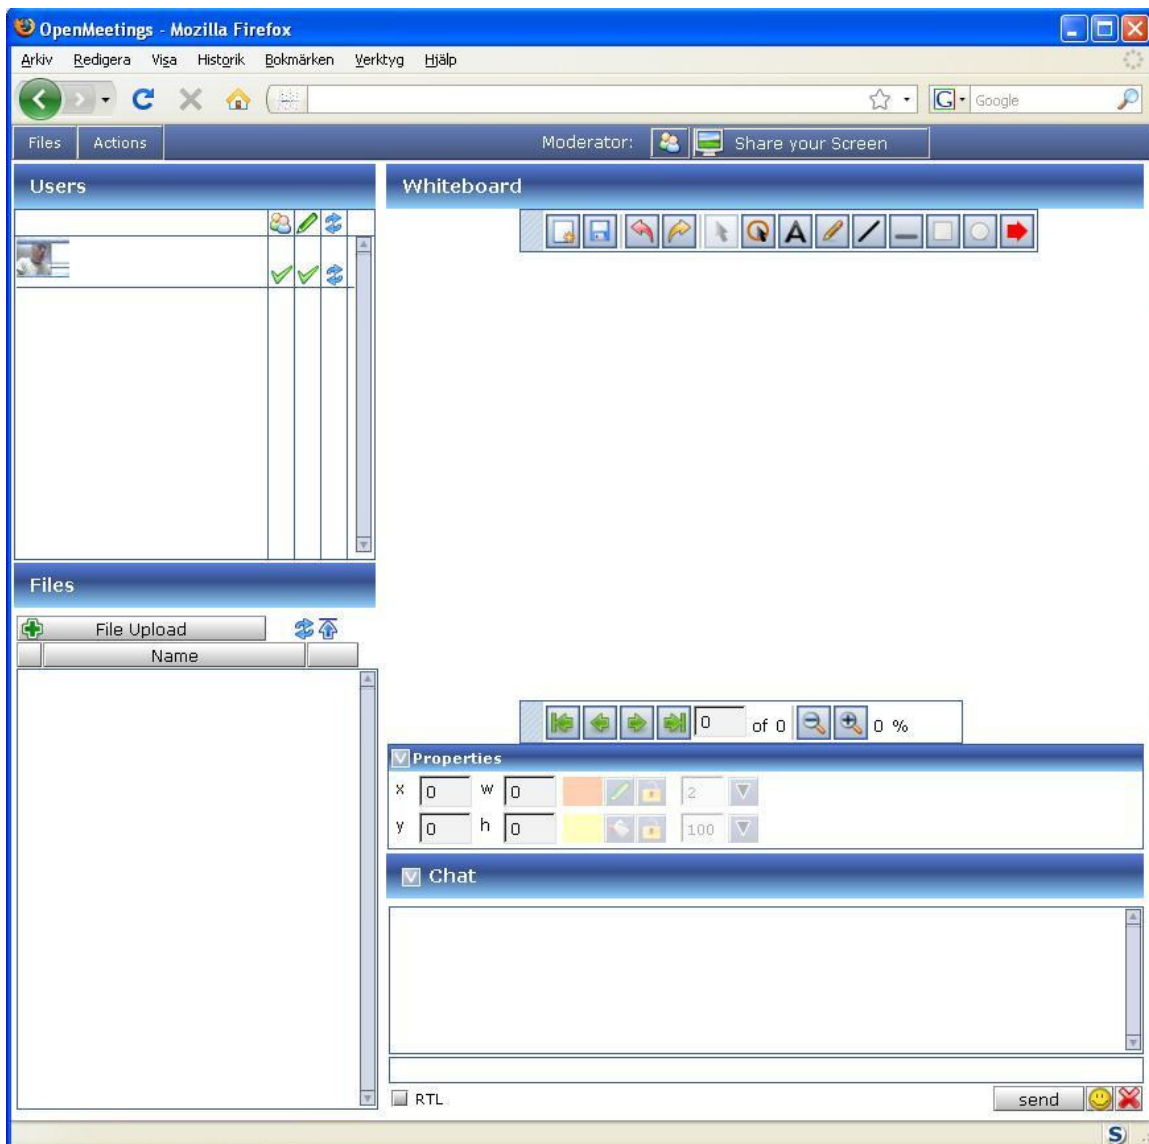 OpenMeetings - Mozilla Firefox
Arkiv Redigera Visa Historik Bokmärken Verktyg Hjälp
G Google
Files Actions Moderator: Share your Screen
Users
Whiteboard
A
Files
File Upload
Name
0 of 0 0 %
Properties
x 0 w 0 2
y 0 h 0 100
Chat
RTL send
S